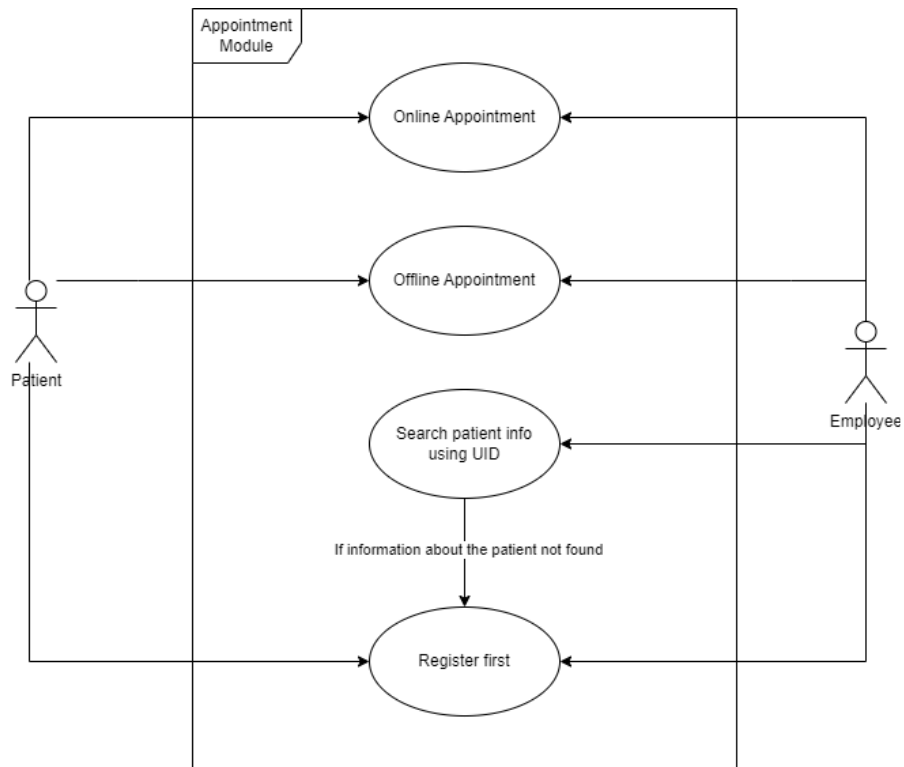 Appointment
Module
Online Appointment
Offline Appointment
Patient
Search patient info
using UID
Employee
If information about the patient not found
Register first